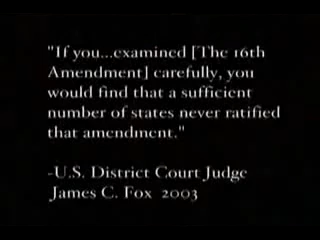 "If you...examined [The 16th
Amendment] carefully, you
would find that a sufficient
number of states never ratified
that amendment."
-U.S. District Court Judge
James C. Fox  2003